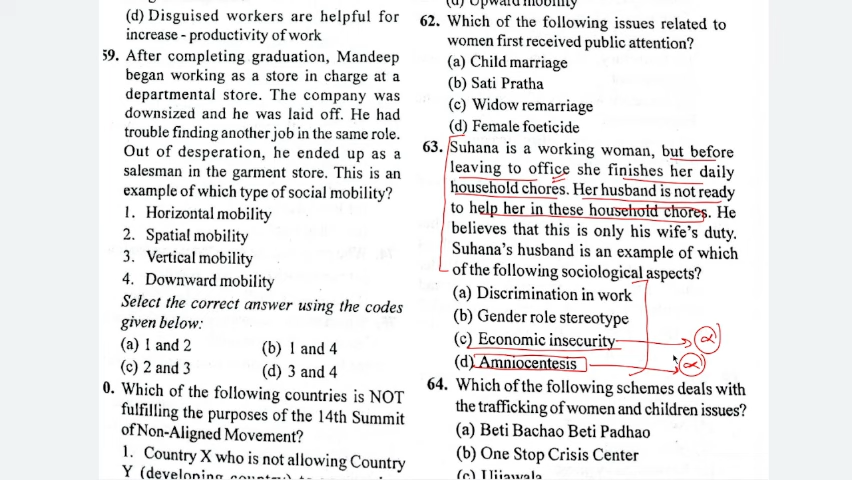 (d) Disguised workers are helpful for
increase - productivity of work
59. After completing graduation, Mandeep
began working as a store in charge at a
departmental store. The company was
downsized and he was laid off. He had
trouble finding another job in the same role.
Out of desperation, he ended up as a
salesman in the garment store. This is an
example of which type of social mobility?
1. Horizontal mobility
2. Spatial mobility
3. Vertical mobility
4. Downward mobility
Select the correct answer using the codes
given below:
(a) 1 and 2 (b) 1 and 4
(c) 2 and 3 (d) 3 and 4
0. Which of the following countries is NOT
fulfilling the purposes of the 14th Summit
of Non-Aligned Movement?
1. Country X who is not allowing Country
Y (developing country)
(d) Upward mobility
62. Which of the following issues related to
women first received public attention?
(a) Child marriage
(b) Sati Pratha
(c) Widow remarriage
(d) Female foeticide
63. Suhana is a working woman, but before
leaving to office she finishes her daily
household chores. Her husband is not ready
to help her in these household chores. He
believes that this is only his wife's duty.
Suhana's husband is an example of which
of the following sociological aspects?
(a) Discrimination in work
(b) Gender role stereotype
(c) Economic insecurity
(d) Amniocentesis
64. Which of the following schemes deals with
the trafficking of women and children issues?
(a) Beti Bachao Beti Padhao
(b) One Stop Crisis Center
(c) Ujjawala